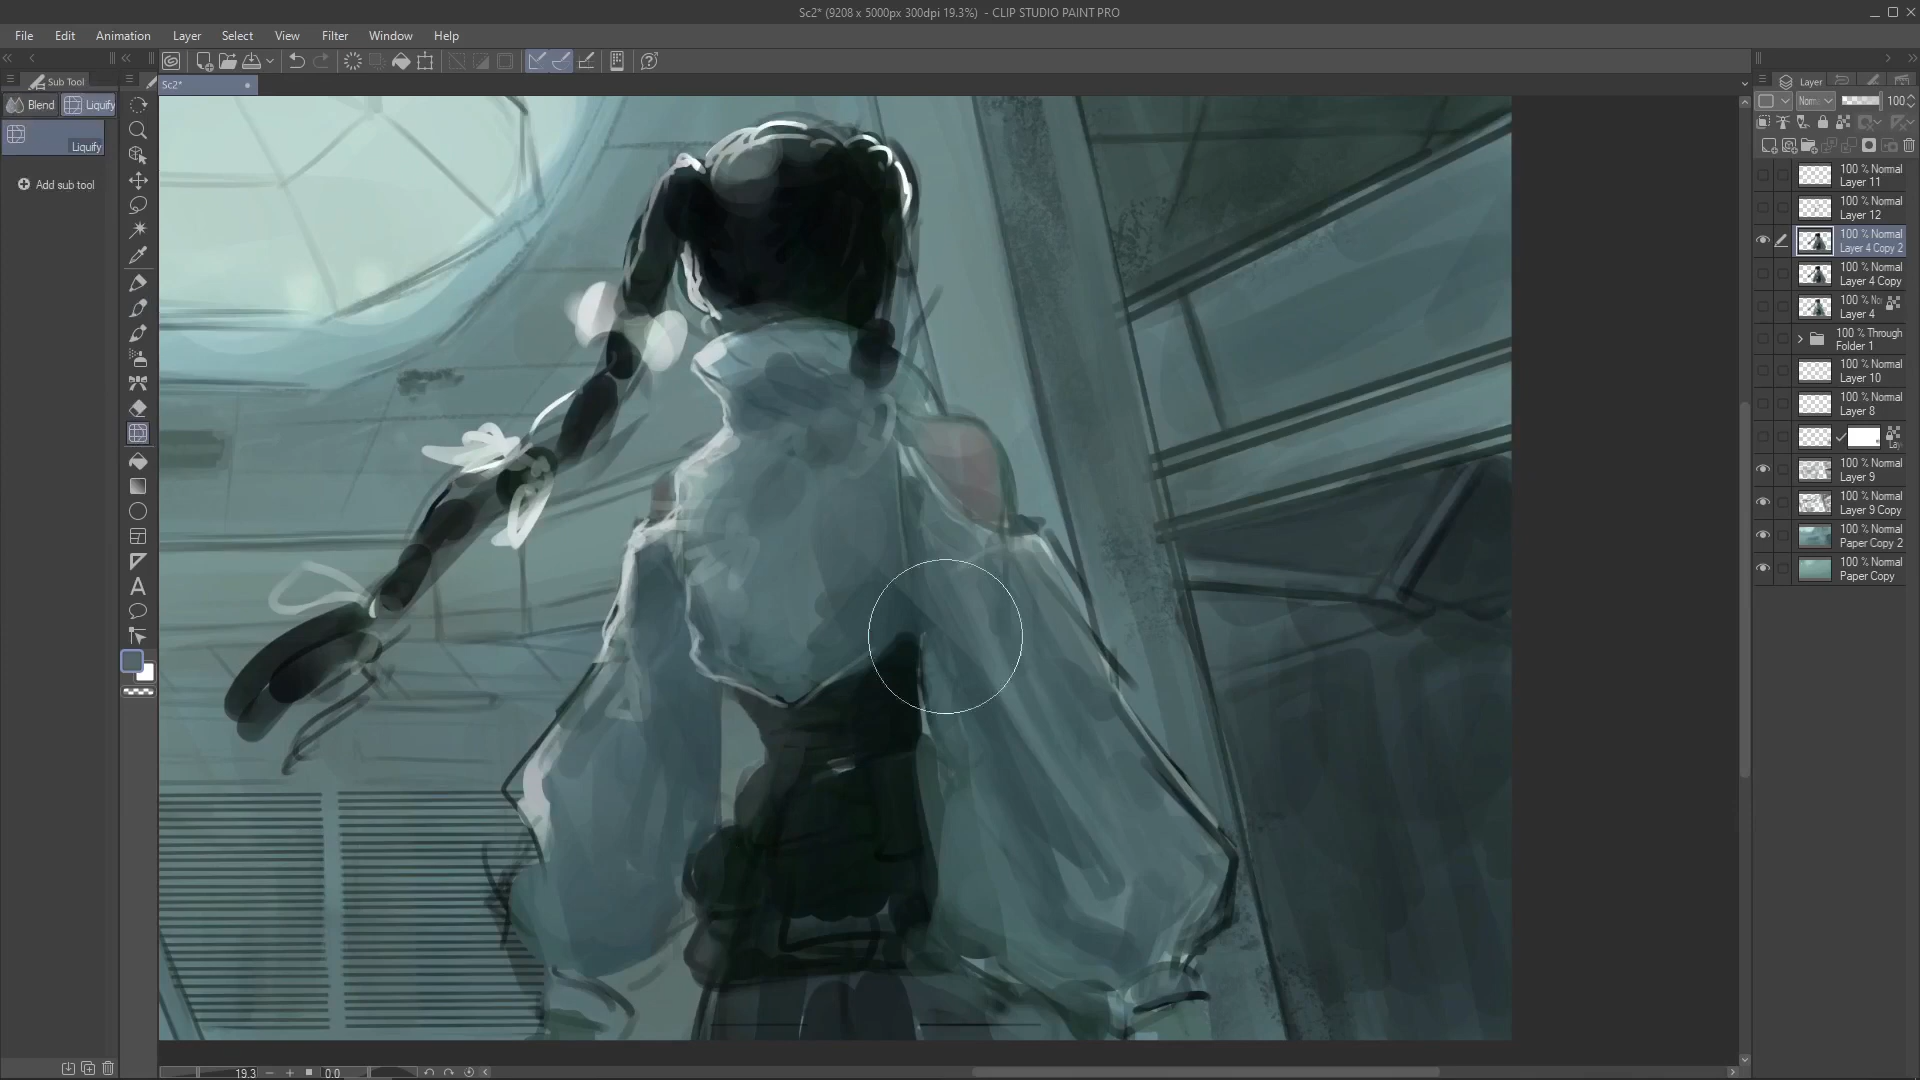 Sc2* (9208 x 5000px 300dpi 19.3%) - CLIP STUDIO PAINT PRO
File Edit Animation Layer Select View Filter Window Help
Sub Tool
Sc2*
Layer
Blend Liquify
Norm 100
Liquify
Add sub tool
100 % Normal
Layer 11
100 % Normal
Layer 12
100 % Normal
Layer 4 Copy 2
100 % Normal
Layer 4 Copy
100 % No
Layer 4
100 % Through
Folder 1
100 % Normal
Layer 10
100 % Normal
Layer 8
Lay
100 % Normal
Layer 9
100 % Normal
Layer 9 Copy
100 % Normal
Paper Copy 2
100 % Normal
Paper Copy
19.3 0.0